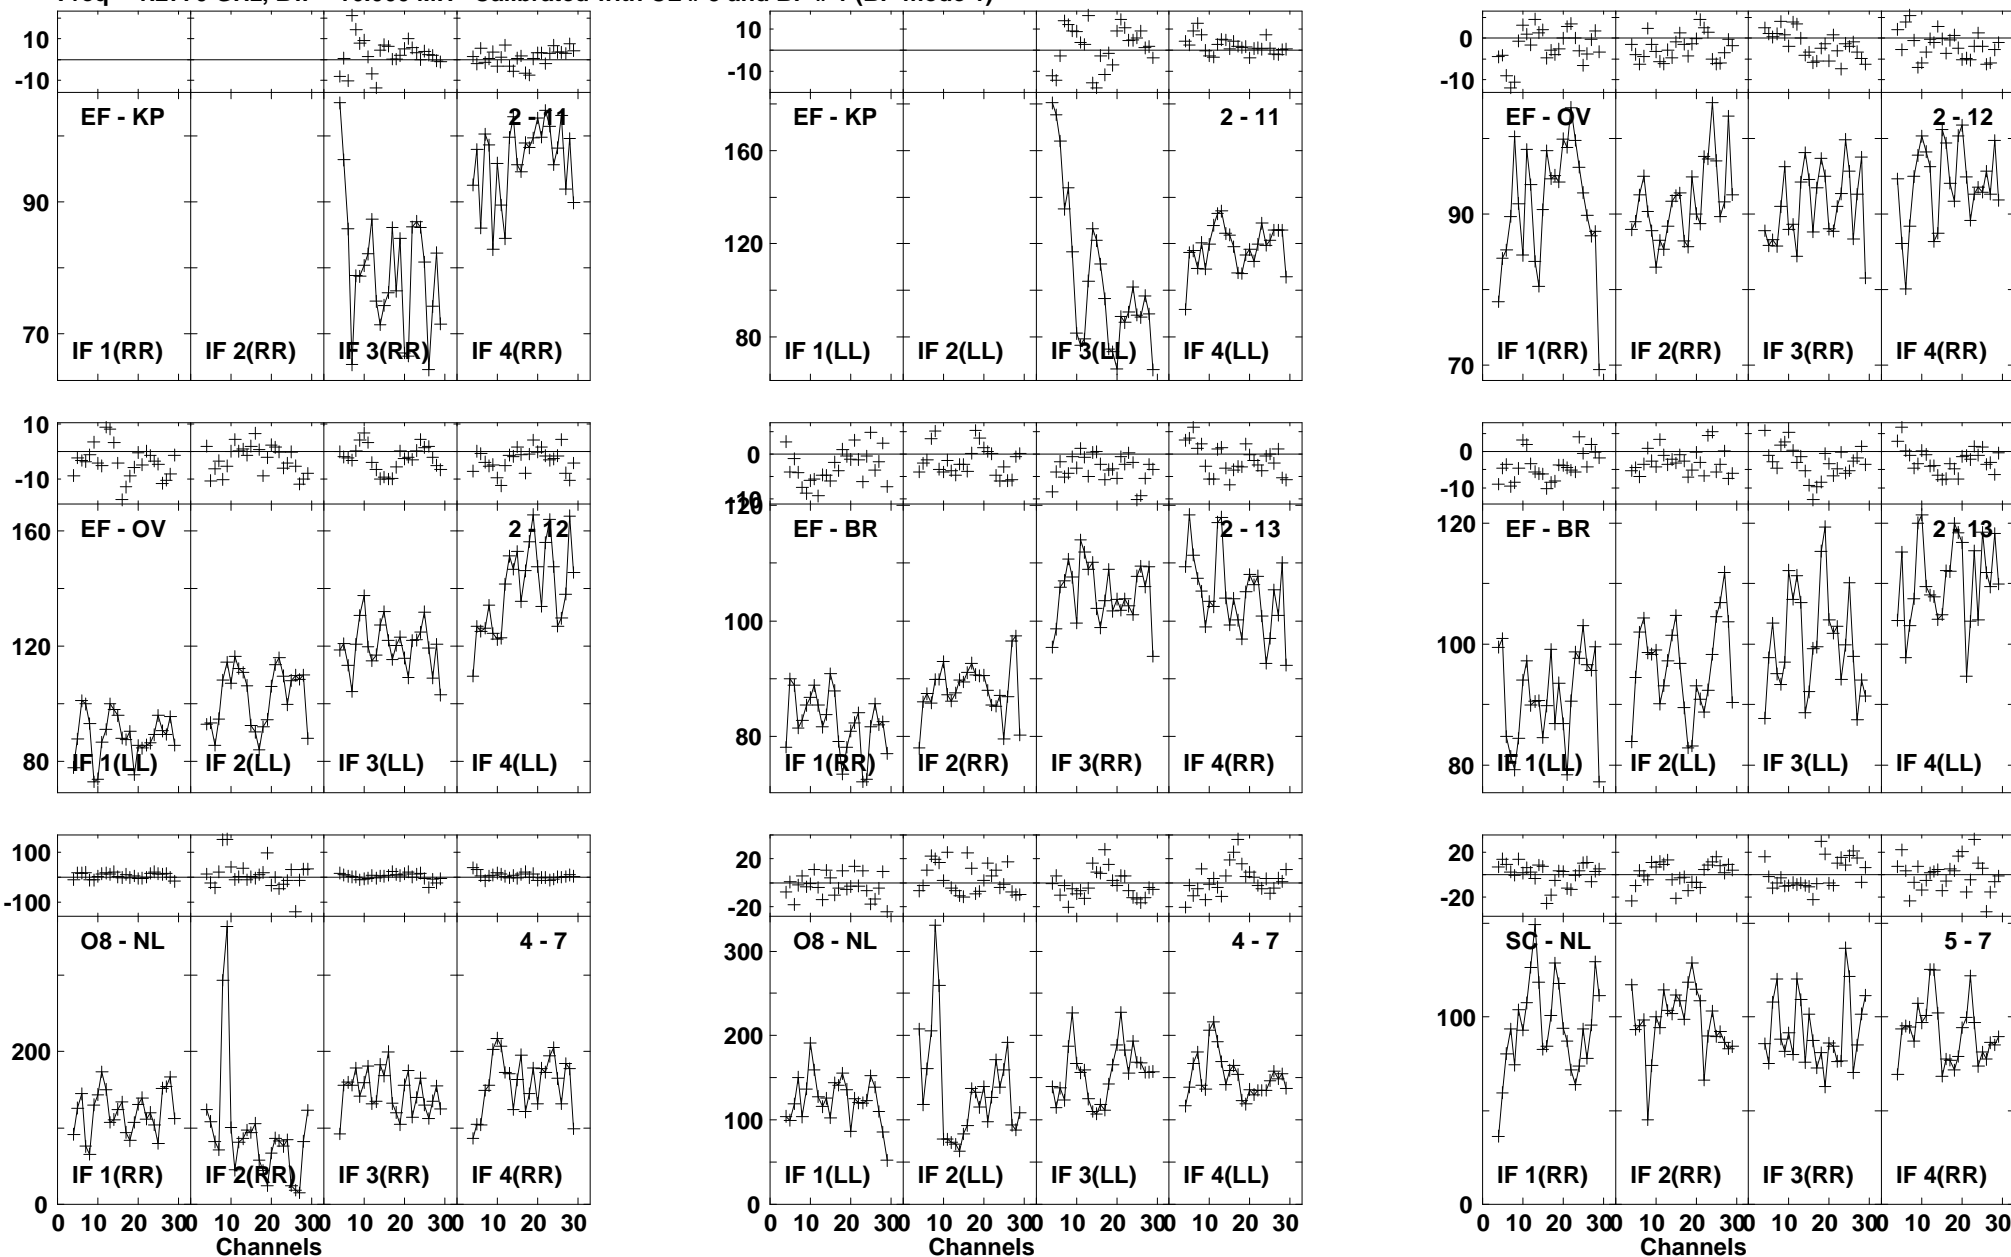 10 10 0
-10 -10 -10
EF - KP 2 - 11 EF - KP 2 - 11 EF - OV 2 - 12
160
90 120 90
70 80 70
IF 1(RR) IF 2(RR) IF 3(RR) IF 4(RR) IF 1(LL) IF 2(LL) IF 3(LL) IF 4(LL) IF 1(RR) IF 2(RR) IF 3(RR) IF 4(RR)
10 0 0
-10 10 -10
120
160 EF - OV 2 - 12 EF - BR 2 - 13 120 EF - BR 2 - 13
120 100 100
80 80 80
IF 1(LL) IF 2(LL) IF 3(LL) IF 4(LL) IF 1(RR) IF 2(RR) IF 3(RR) IF 4(RR) IF 1(LL) IF 2(LL) IF 3(LL) IF 4(LL)
100 20 20
-100 -20 -20
O8 - NL 4 - 7 300 O8 - NL 4 - 7 SC - NL 5 - 7
200 200 100
100
IF 1(RR) IF 2(RR) IF 3(RR) IF 4(RR) IF 1(LL) IF 2(LL) IF 3(LL) IF 4(LL) IF 1(RR) IF 2(RR) IF 3(RR) IF 4(RR)
0 0 0
0 10 20 30 0 10 20 30 0 10 20 30 0 10 20 30 0 10 20 30 0 10 20 30 0 10 20 30 0 10 20 30 0 10 20 30 0 10 20 30 0 10 20 30 0 10 20 30
Channels Channels Channels